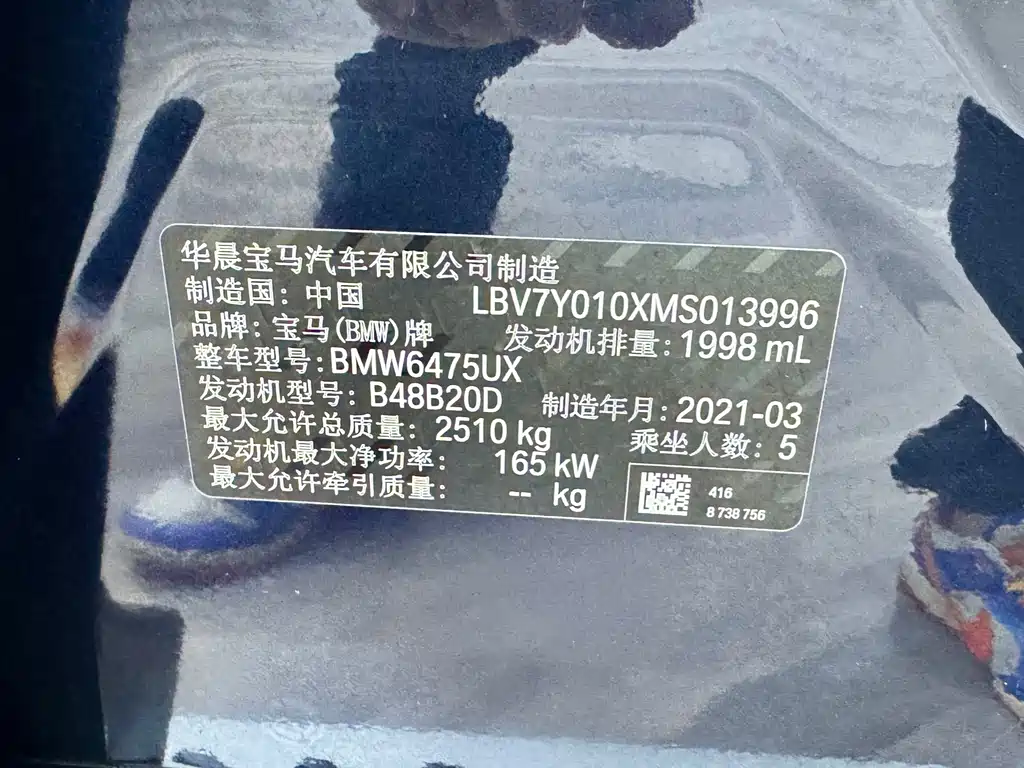 华晨宝马汽车有限公司制造
制造国：中国 LBV7Y010XMS013996
品牌：宝马(BMW)牌 发动机排量：1998 mL
整车型号：BMW6475UX
发动机型号：B48B20D 制造年月：2021-03
最大允许总质量：2510 kg 乘坐人数：5
发动机最大净功率：165 kW
最大允许牵引质量：-- kg
416
8 738 756